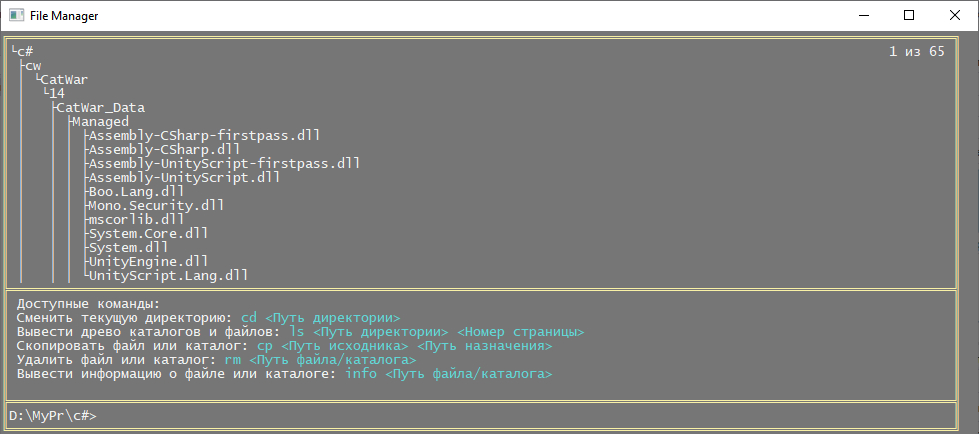 File Manager
└c# 1 из 65
├cw
│ └CatWar
│ └14
│ ├CatWar_Data
│ │ ├Managed
│ │ │ ├Assembly-CSharp-firstpass.dll
│ │ │ ├Assembly-CSharp.dll
│ │ │ ├Assembly-UnityScript-firstpass.dll
│ │ │ ├Assembly-UnityScript.dll
│ │ │ ├Boo.Lang.dll
│ │ │ ├Mono.Security.dll
│ │ │ ├mscorlib.dll
│ │ │ ├System.Core.dll
│ │ │ ├System.dll
│ │ │ ├UnityEngine.dll
│ │ │ └UnityScript.Lang.dll
Доступные команды:
Сменить текущую директорию: cd <Путь директории>
Вывести древо каталогов и файлов: ls <Путь директории> <Номер страницы>
Скопировать файл или каталог: cp <Путь исходника> <Путь назначения>
Удалить файл или каталог: rm <Путь файла/каталога>
Вывести информацию о файле или каталоге: info <Путь файла/каталога>
D:\MyPr\c#>